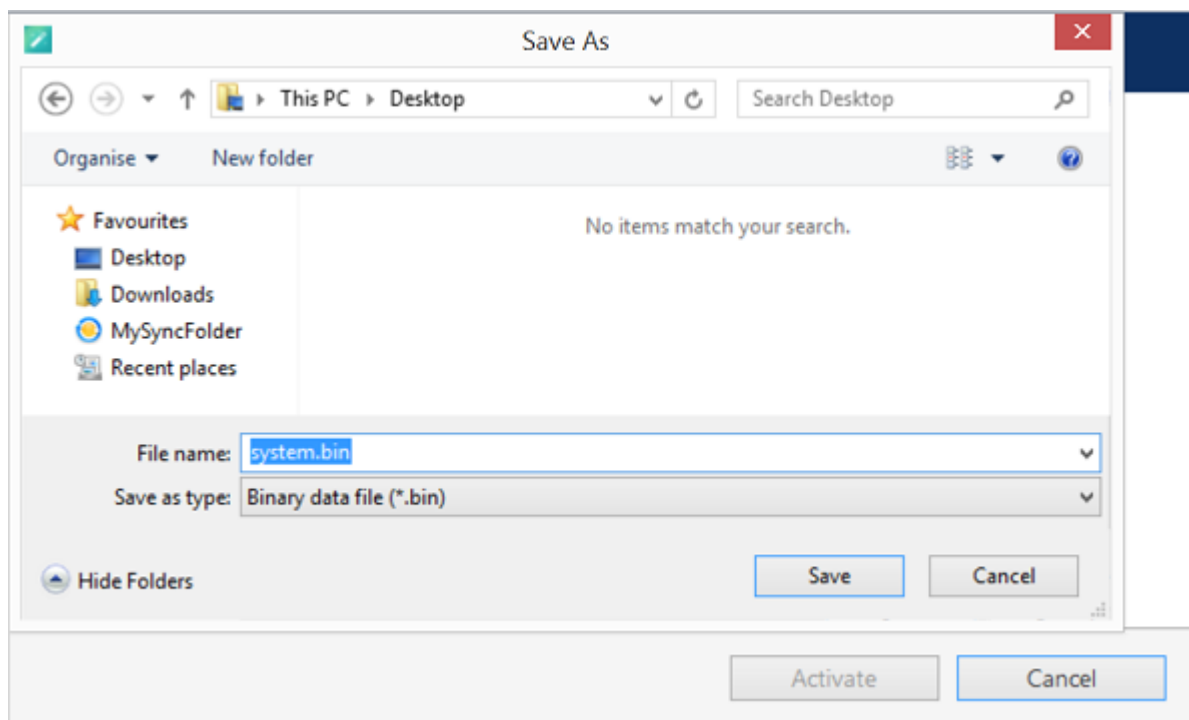 Save As
This PC Desktop Search Desktop
Organise New folder
Favourites
No items match your search.
Desktop
Downloads
MySyncFolder
Recent places
File name: system.bin
Save as type: Binary data file (*.bin)
Hide Folders Save Cancel
Activate Cancel